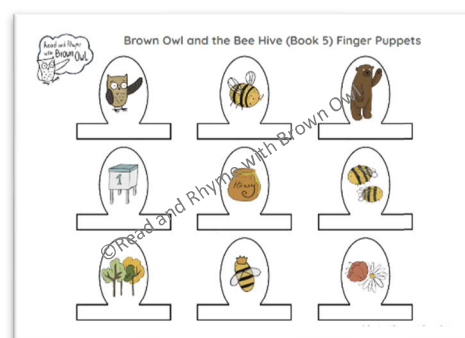 Brown Owl and the Bee Hive (Book 5) Finger Puppets
Read and Rhyme
with Brown
Owl
1
Honey
©Read and Rhyme with Brown Owl